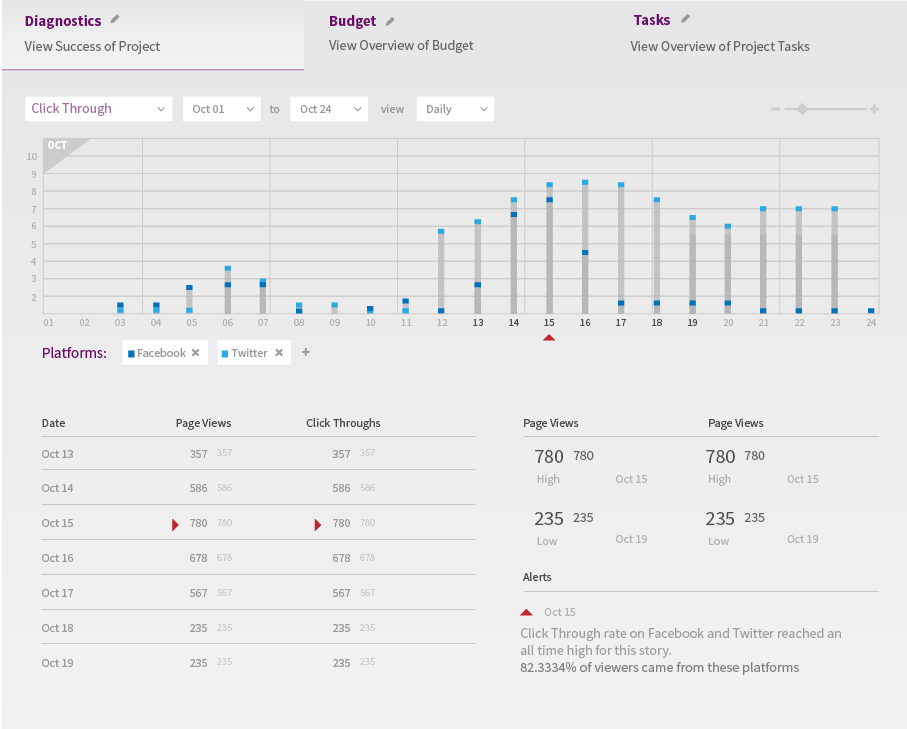 Diagnostics
Budget
Tasks
View Success of Project
View Overview of Budget
View Overview of Project Tasks
Click Through
Oct 01
to
Oct 24
view
Daily
OCT
10
9
8
7
6
5
4
3
2
01 02 03 04 05 06 07 08 09 10 11 12 13 14 15 16 17 18 19 20 21 22 23 24
Platforms:
Facebook
Twitter
Date Page Views Click Throughs
Oct 13 357 357 357 357
Oct 14 586 586 586 586
Oct 15 780 780 780 780
Oct 16 678 678 678 678
Oct 17 567 567 567 567
Oct 18 235 235 235 235
Oct 19 235 235 235 235
Page Views Page Views
780 780 780 780
High Oct 15 High Oct 15
235 235 235 235
Low Oct 19 Low Oct 19
Alerts
Oct 15
Click Through rate on Facebook and Twitter reached an
all time high for this story.
82.3334% of viewers came from these platforms